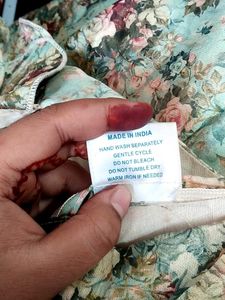 MADE IN INDIA
HAND WASH SEPARATELY
GENTLE CYCLE
DO NOT BLEACH
DO NOT TUMBLE DRY
WARM IRON IF NEEDED